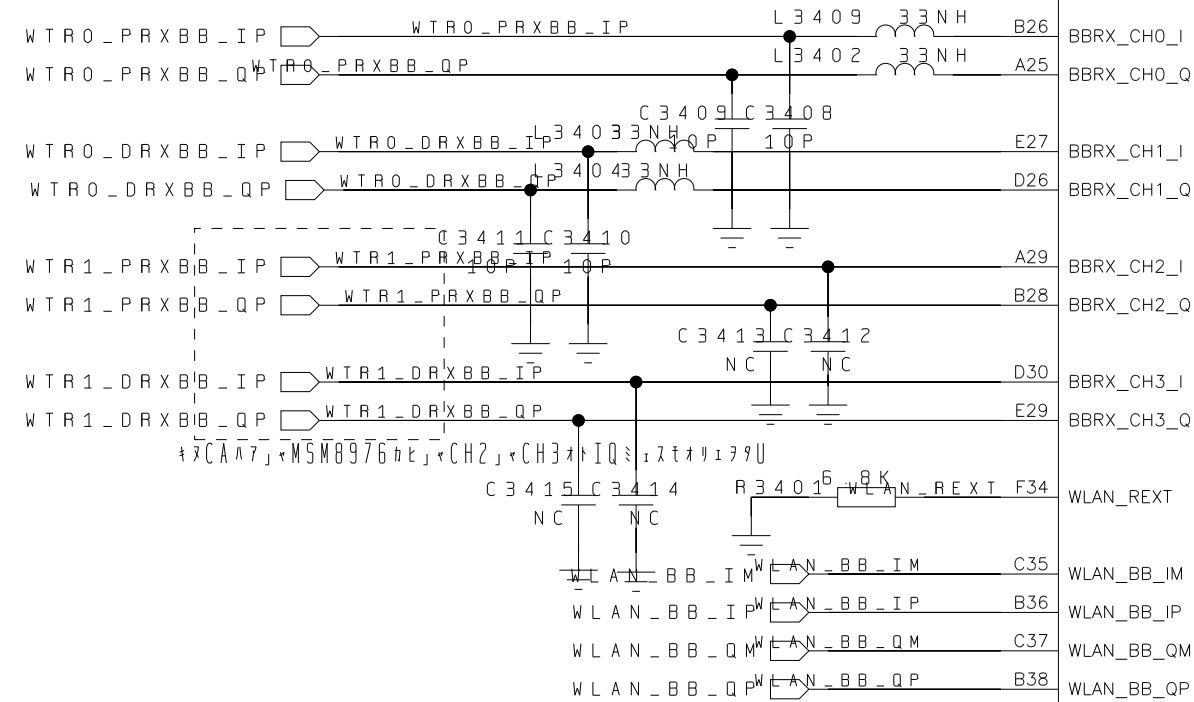 L3409 33NH
WTR0_PRXBB_IP WTR0_PRXBB_IP B26 BBRX_CH0_I
L3402 33NH
WTR0_PRXBB_QP WTR0_PRXBB_QP A25 BBRX_CH0_Q
C3409 C3408
10P 10P
L3403 33NH
WTR0_DRXBB_IP WTR0_DRXBB_IP E27 BBRX_CH1_I
L3404 33NH
WTR0_DRXBB_QP WTR0_DRXBB_QP D26 BBRX_CH1_Q
C3411 C3410
10P 10P
WTR1_PRXBB_IP WTR1_PRXBB_IP A29 BBRX_CH2_I
WTR1_PRXBB_QP WTR1_PRXBB_QP B28 BBRX_CH2_Q
C3413 C3412
NC NC
WTR1_DRXBB_IP WTR1_DRXBB_IP D30 BBRX_CH3_I
WTR1_DRXBB_QP WTR1_DRXBB_QP E29 BBRX_CH3_Q
MSM8976 CH2 CH3 IQ
C3415 C3414
NC NC
R3401 6.8K WLAN_REXT F34 WLAN_REXT
WLAN_BB_IM WLAN_BB_IM C35 WLAN_BB_IM
WLAN_BB_IP WLAN_BB_IP B36 WLAN_BB_IP
WLAN_BB_QM WLAN_BB_QM C37 WLAN_BB_QM
WLAN_BB_QP WLAN_BB_QP B38 WLAN_BB_QP